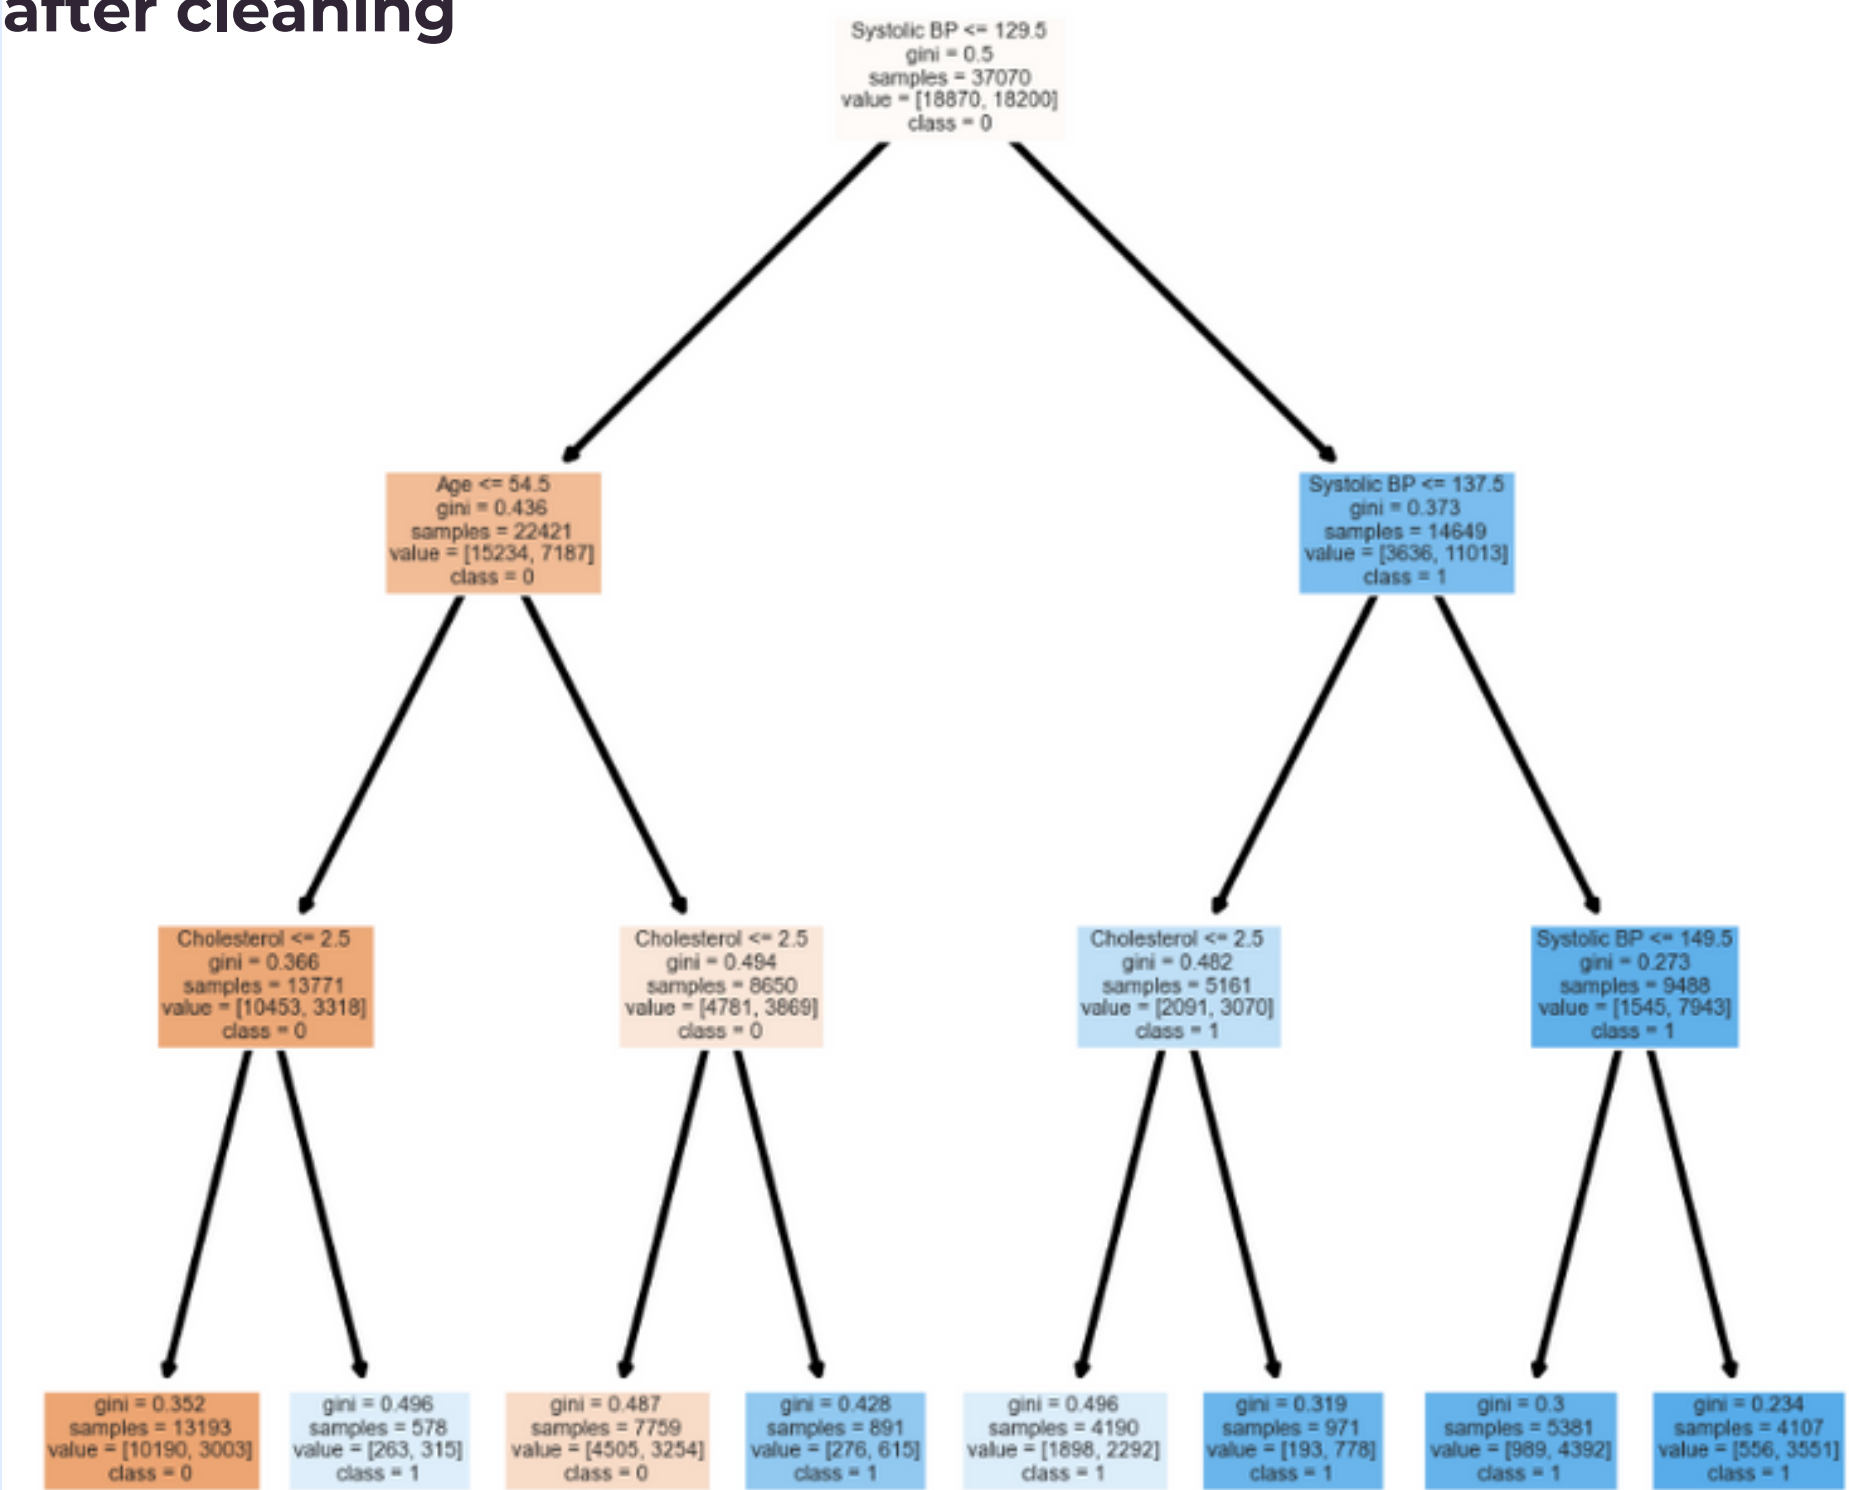 after cleaning
Systolic BP <= 129.5
gini = 0.5
samples = 37070
value = [18870, 18200]
class = 0
Age <= 54.5
gini = 0.436
samples = 22421
value = [15234, 7187]
class = 0
Systolic BP <= 137.5
gini = 0.373
samples = 14649
value = [3636, 11013]
class = 1
Cholesterol <= 2.5
gini = 0.366
samples = 13771
value = [10453, 3318]
class = 0
Cholesterol <= 2.5
gini = 0.494
samples = 8650
value = [4781, 3869]
class = 0
Cholesterol <= 2.5
gini = 0.482
samples = 5161
value = [2091, 3070]
class = 1
Systolic BP <= 149.5
gini = 0.273
samples = 9488
value = [1545, 7943]
class = 1
gini = 0.352
samples = 13193
value = [10190, 3003]
class = 0
gini = 0.496
samples = 578
value = [263, 315]
class = 1
gini = 0.487
samples = 7759
value = [4505, 3254]
class = 0
gini = 0.428
samples = 891
value = [276, 615]
class = 1
gini = 0.496
samples = 4190
value = [1898, 2292]
class = 1
gini = 0.319
samples = 971
value = [193, 778]
class = 1
gini = 0.3
samples = 5381
value = [989, 4392]
class = 1
gini = 0.234
samples = 4107
value = [556, 3551]
class = 1